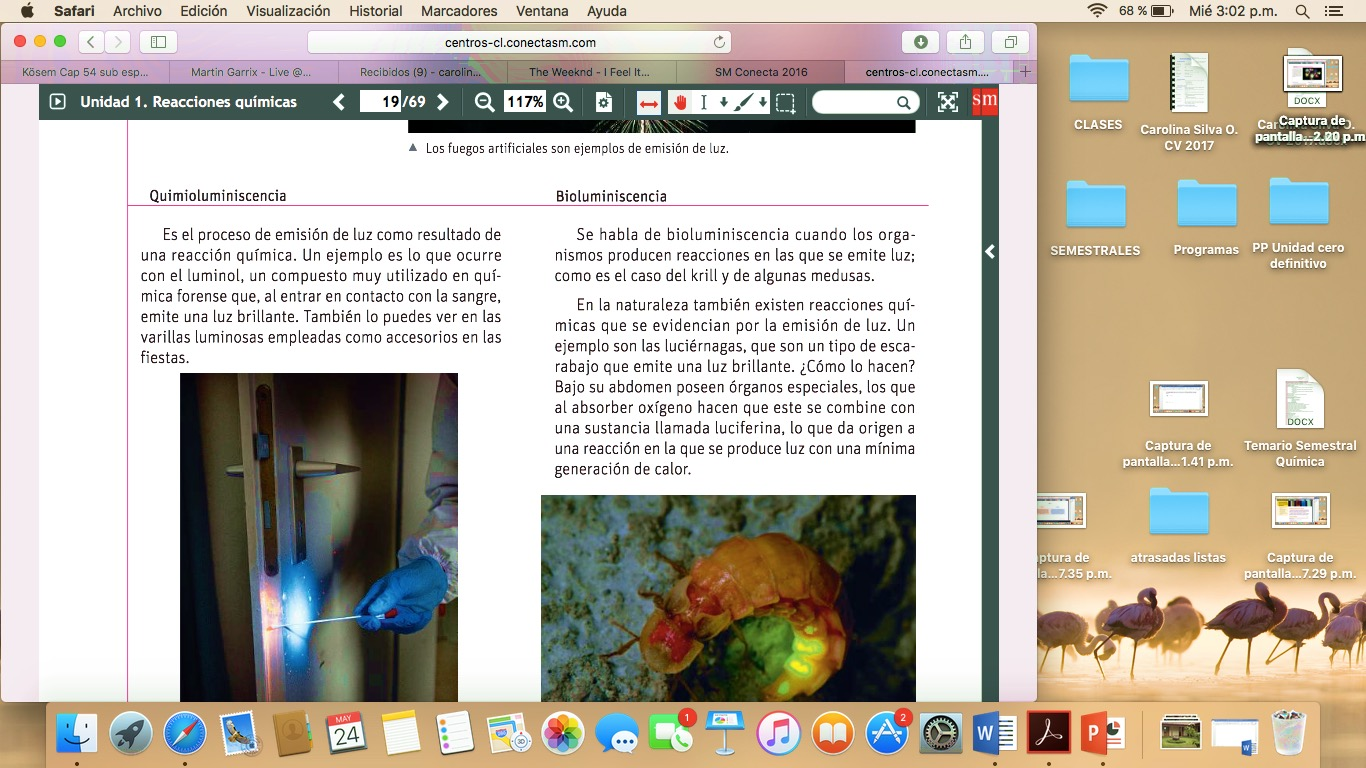 Safari Archivo Edición Visualización Historial Marcadores Ventana Ayuda 68 % Mié 3:02 p.m.
centros-cl.conectasm.com
Kösem Cap 54 sub esp... Martin Garrix - Live @... Recibidos (9) - carolin... The Weeknd - I Feel It... SM Conecta 2016 centros-cl.conectasm....
Unidad 1. Reacciones químicas 19 /69 117% sm
Los fuegos artificiales son ejemplos de emisión de luz.
Quimioluminiscencia
Es el proceso de emisión de luz como resultado de
una reacción química. Un ejemplo es lo que ocurre
con el luminol, un compuesto muy utilizado en quí-
mica forense que, al entrar en contacto con la sangre,
emite una luz brillante. También lo puedes ver en las
varillas luminosas empleadas como accesorios en las
fiestas.
Bioluminiscencia
Se habla de bioluminiscencia cuando los orga-
nismos producen reacciones en las que se emite luz;
como es el caso del krill y de algunas medusas.
En la naturaleza también existen reacciones quí-
micas que se evidencian por la emisión de luz. Un
ejemplo son las luciérnagas, que son un tipo de esca-
rabajo que emite una luz brillante. ¿Cómo lo hacen?
Bajo su abdomen poseen órganos especiales, los que
al absorber oxígeno hacen que este se combine con
una sustancia llamada luciferina, lo que da origen a
una reacción en la que se produce luz con una mínima
generación de calor.
CLASES
Carolina Silva O.
CV 2017
DOCX
Captura de
pantalla...2.00 p.m
SEMESTRALES
Programas
PP Unidad cero
definitivo
Captura de
pantalla...1.41 p.m.
DOCX
Temario Semestral
Química
ptura de
la...7.35 p.m.
atrasadas listas
Captura de
pantalla...7.29 p.m.
MAY
24
3D
1
2
W
P
W